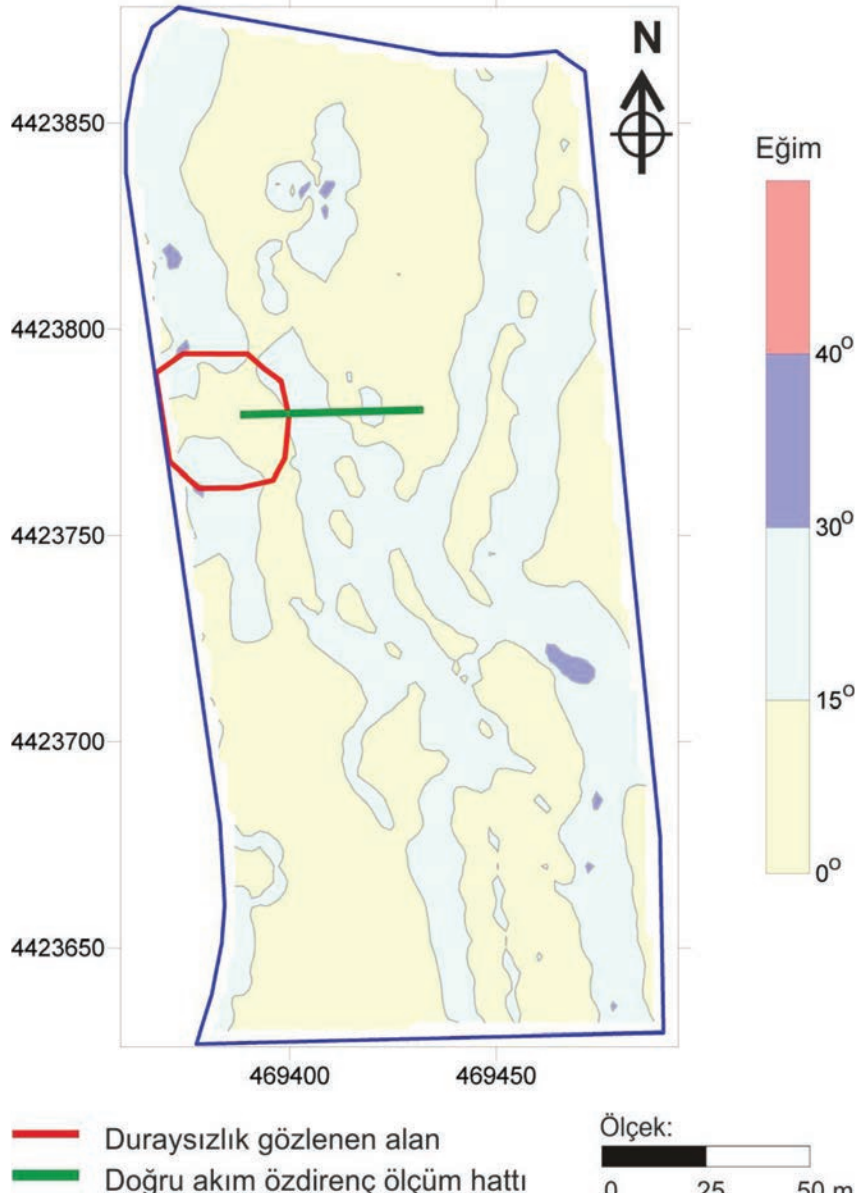 N
4423850
4423800
4423750
4423700
4423650
469400 469450
Eğim
40°
30°
15°
0°
Duraysızlık gözlenen alan
Doğru akım özdirenç ölçüm hattı
Ölçek:
0 25 50 m